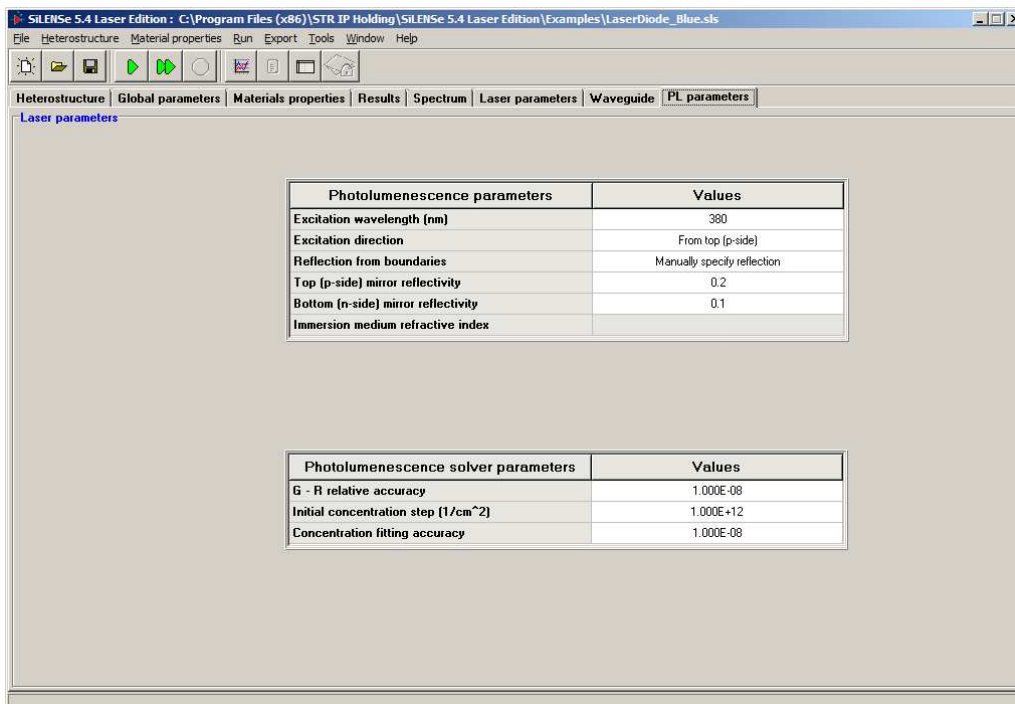 SiLENSe 5.4 Laser Edition : C:\Program Files (x86)\STR IP Holding\SiLENSe 5.4 Laser Edition\Examples\LaserDiode_Blue.sls
File Heterostructure Material properties Run Export Tools Window Help
Heterostructure Global parameters Materials properties Results Spectrum Laser parameters Waveguide PL parameters
Laser parameters
Photolumenescence parameters Values
Excitation wavelength (nm) 380
Excitation direction From top (p-side)
Reflection from boundaries Manually specify reflection
Top (p-side) mirror reflectivity 0.2
Bottom (n-side) mirror reflectivity 0.1
Immersion medium refractive index
Photolumenescence solver parameters Values
G - R relative accuracy 1.000E-08
Initial concentration step (1/cm^2) 1.000E+12
Concentration fitting accuracy 1.000E-08